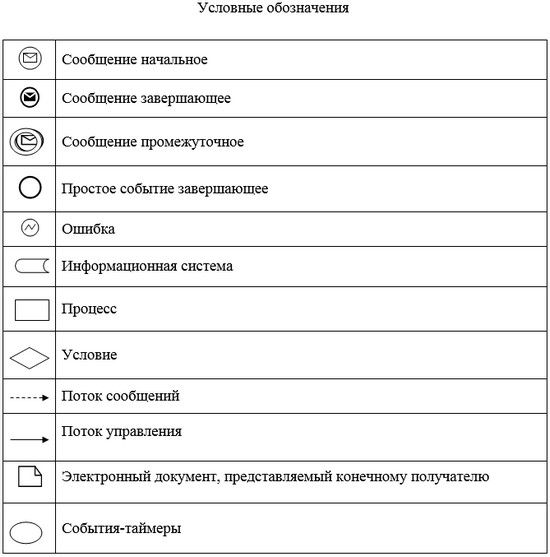 Условные обозначения
Сообщение начальное
Сообщение завершающее
Сообщение промежуточное
Простое событие завершающее
Ошибка
Информационная система
Процесс
Условие
Поток сообщений
Поток управления
Электронный документ, представляемый конечному получателю
События-таймеры